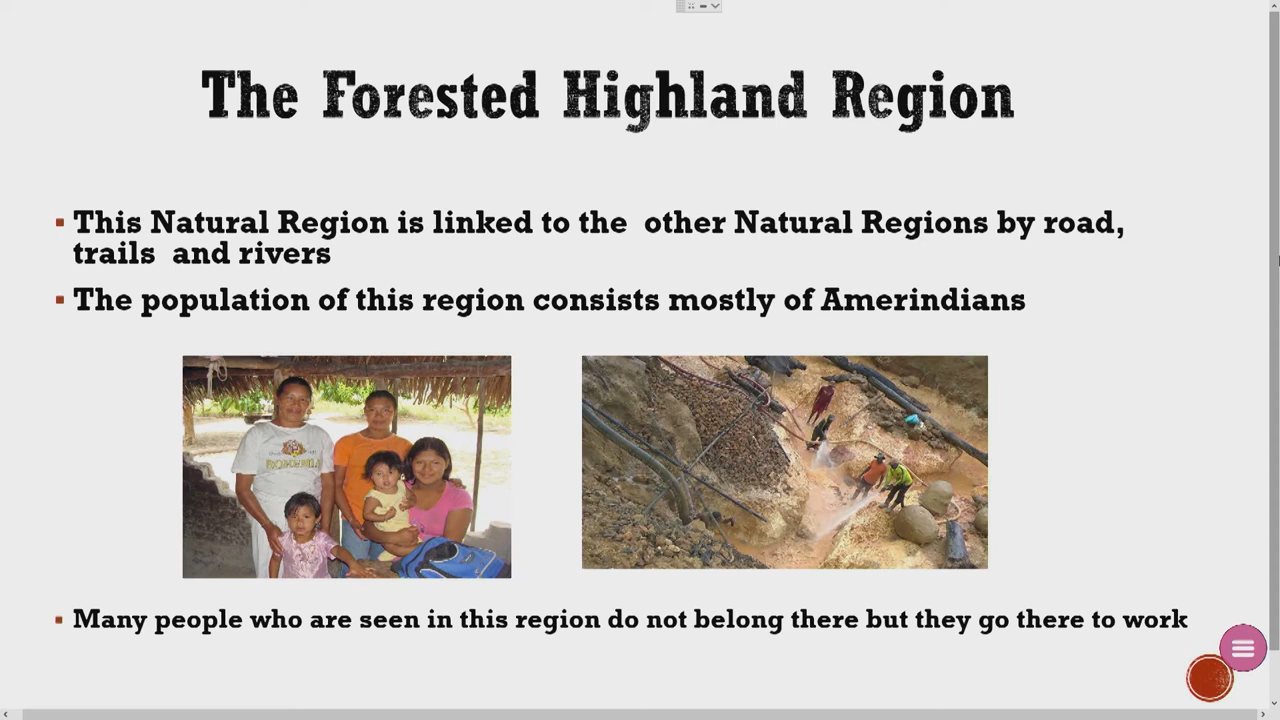 The Forested Highland Region
This Natural Region is linked to the other Natural Regions by road,
trails and rivers
The population of this region consists mostly of Amerindians
Many people who are seen in this region do not belong there but they go there to work